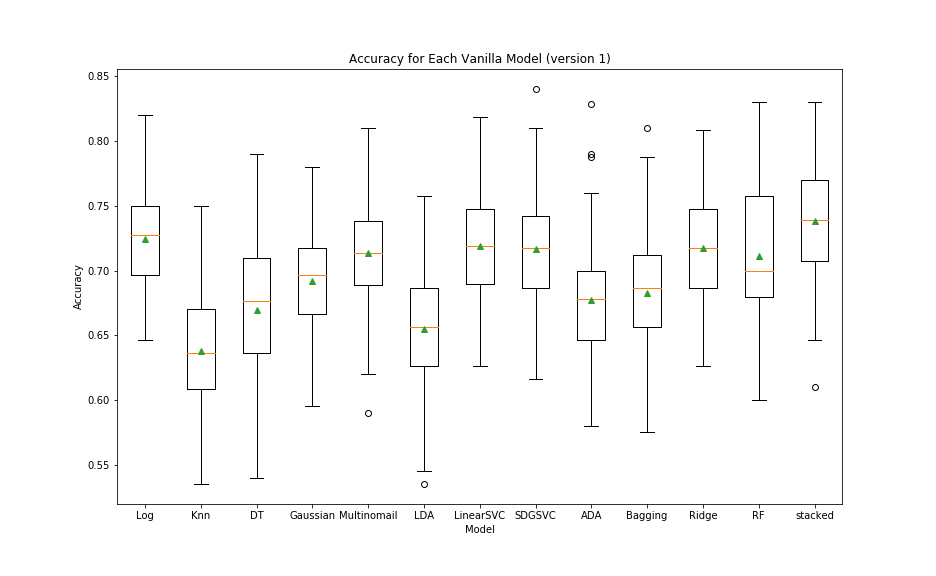 Accuracy for Each Vanilla Model (version 1)
0.85
0.80
0.75
0.70
0.65
0.60
0.55
Accuracy
Log Knn DT Gaussian Multinomail LDA LinearSVC SDGSVC ADA Bagging Ridge RF stacked
Model